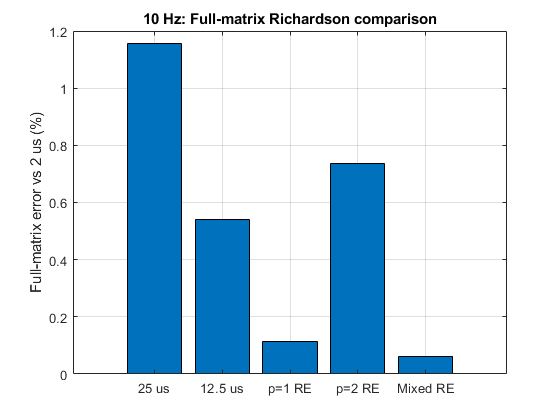 10 Hz: Full-matrix Richardson comparison
Full-matrix error vs 2 us (%)
1.2
1
0.8
0.6
0.4
0.2
0
25 us
12.5 us
p=1 RE
p=2 RE
Mixed RE